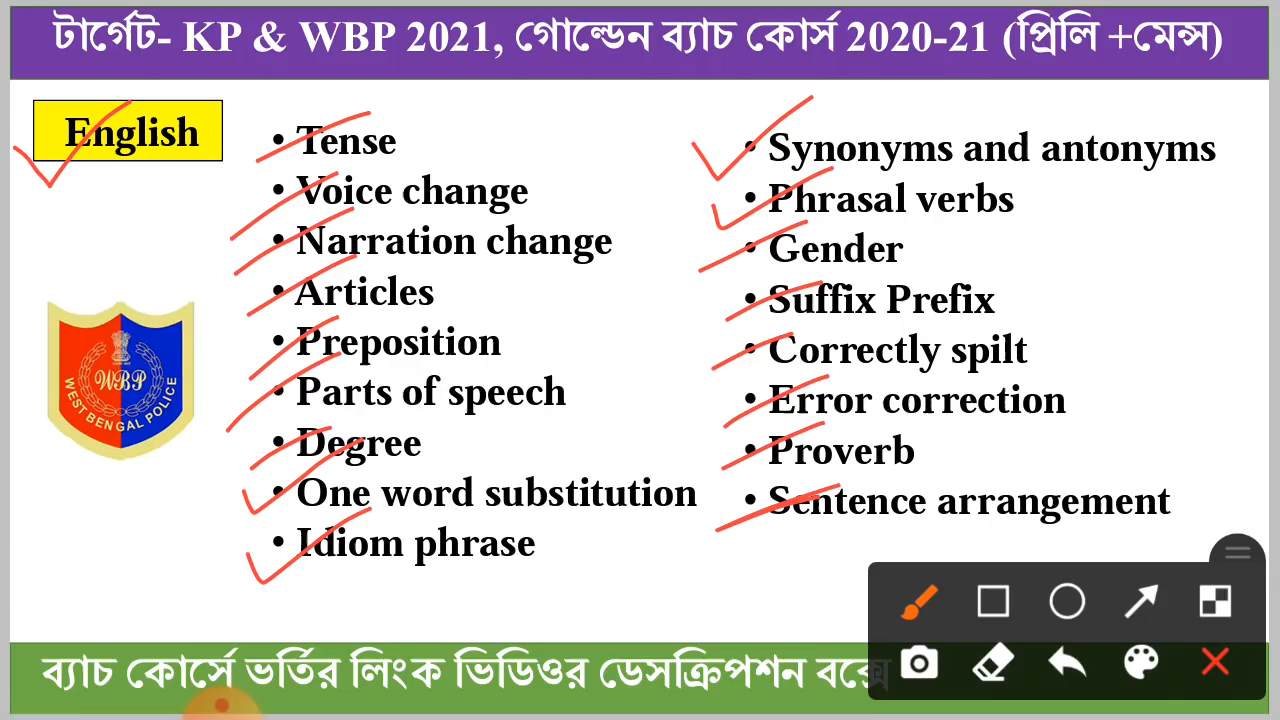 টার্গেট- KP & WBP 2021, গোল্ডেন ব্যাচ কোর্স 2020-21 (প্রিলি +মেন্স)
English
• Tense
• Voice change
• Narration change
• Articles
• Preposition
• Parts of speech
• Degree
• One word substitution
• Idiom phrase
• Synonyms and antonyms
• Phrasal verbs
• Gender
• Suffix Prefix
• Correctly spilt
• Error correction
• Proverb
• Sentence arrangement
WBP
WEST BENGAL POLICE
ব্যাচ কোর্সে ভর্তির লিংক ভিডিওর ডেসক্রিপশন বক্সে